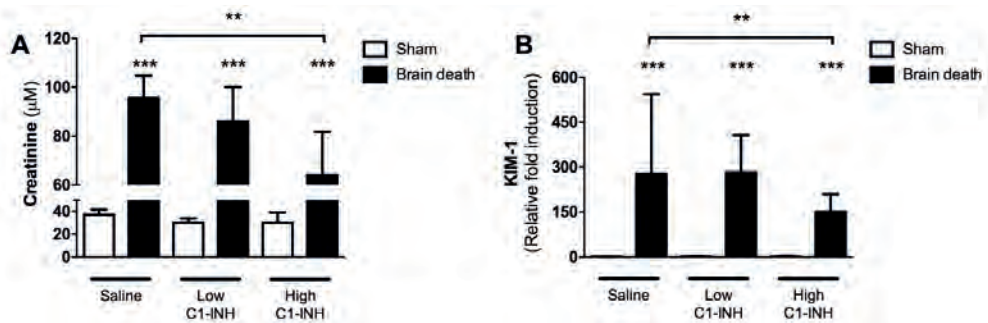 A
Creatinine (μM)
120
100
80
60
40
20
0
**
*** *** ***
Sham
Brain death
Saline
Low
C1-INH
High
C1-INH
B
KIM-1
(Relative fold induction)
600
450
300
150
0
**
*** *** ***
Sham
Brain death
Saline
Low
C1-INH
High
C1-INH